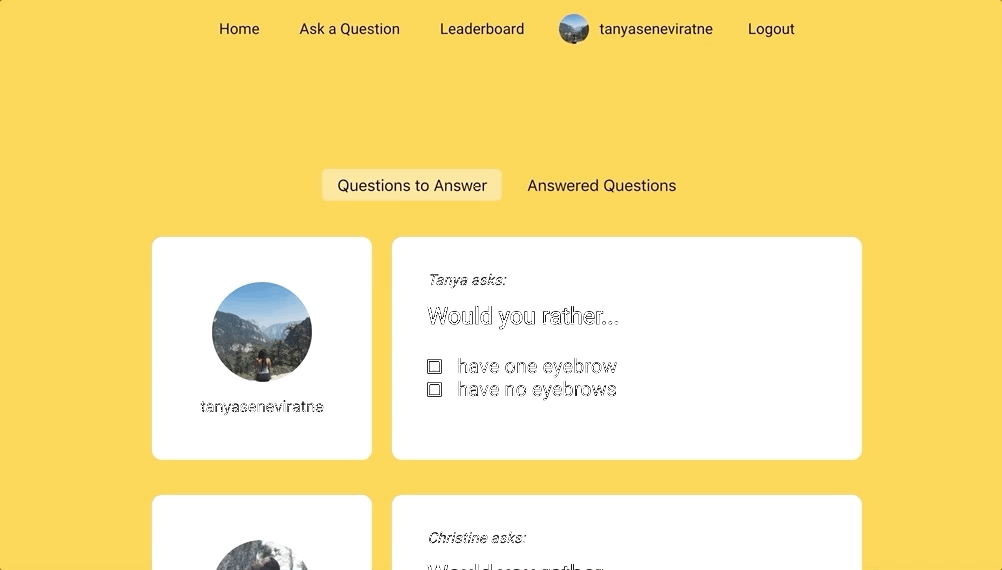 Home Ask a Question Leaderboard tanyaseneviratne Logout
Questions to Answer Answered Questions
tanyaseneviratne
Tanya asks:
Would you rather...
have one eyebrow
have no eyebrows
Christine asks: